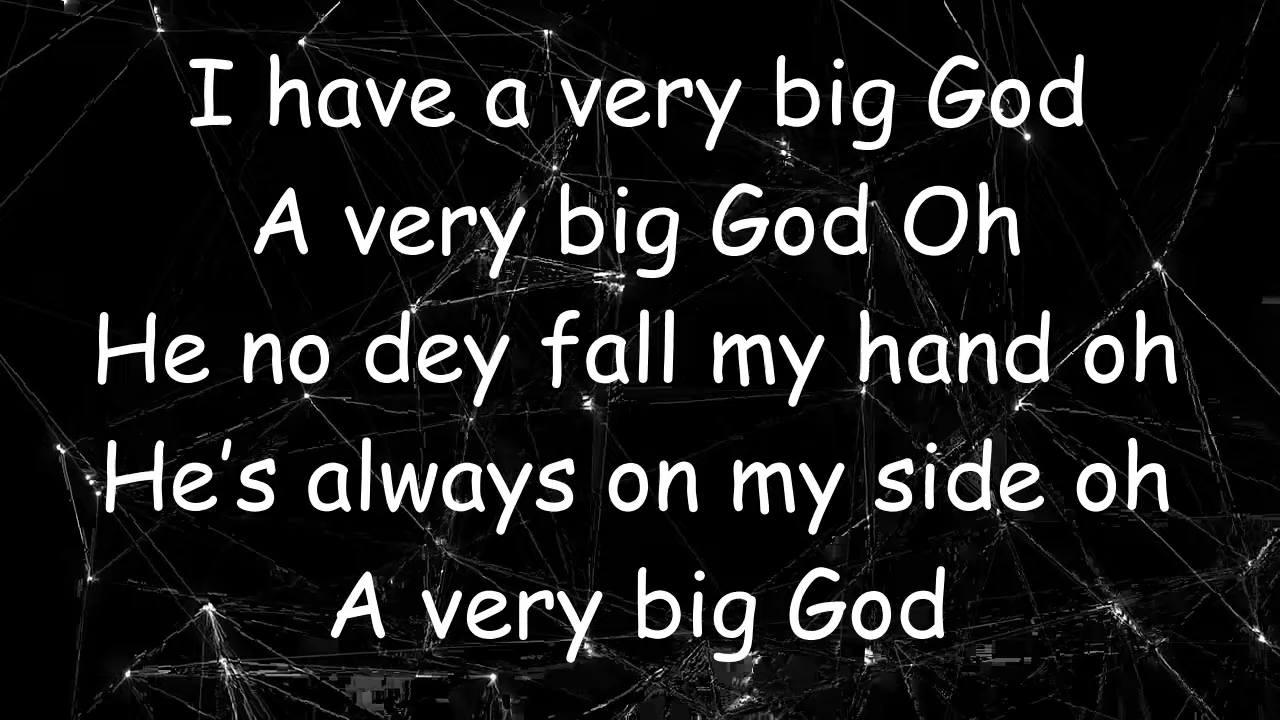 I have a very big God
A very big God Oh
He no dey fall my hand oh
He's always on my side oh
A very big God